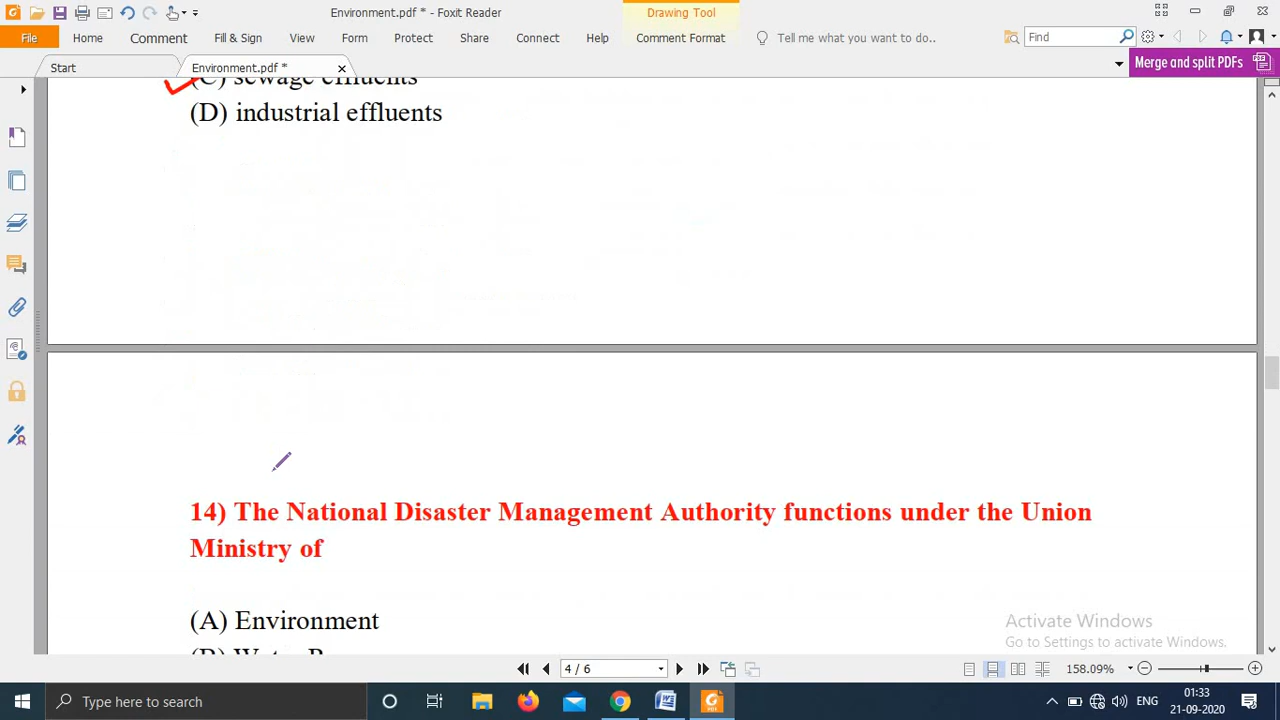 Environment.pdf * - Foxit Reader
Drawing Tool
File
Home
Comment
Fill & Sign
View
Form
Protect
Share
Connect
Help
Comment Format
Tell me what you want to do..
Find
Start
Environment.pdf *
Merge and split PDFs
(C) sewage effluents
(D) industrial effluents
14) The National Disaster Management Authority functions under the Union
Ministry of
(A) Environment
(B) Water
Activate Windows
Go to Settings to activate Windows.
4 / 6
158.09%
Type here to search
ENG
01:33
21-09-2020